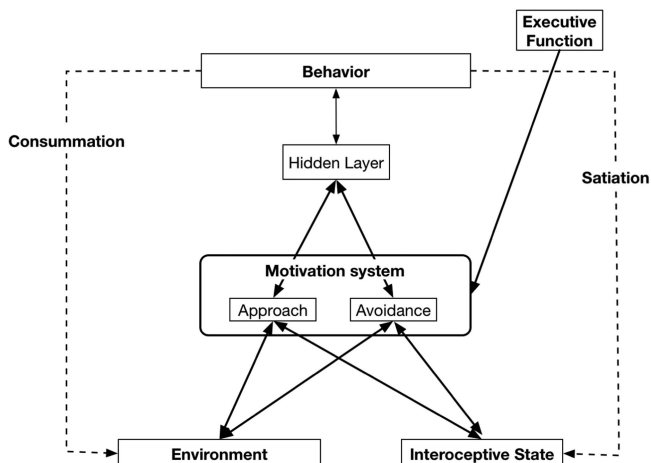 Executive
Function
Behavior
Consummation
Hidden Layer
Satiation
Motivation system
Approach
Avoidance
Environment
Interoceptive State